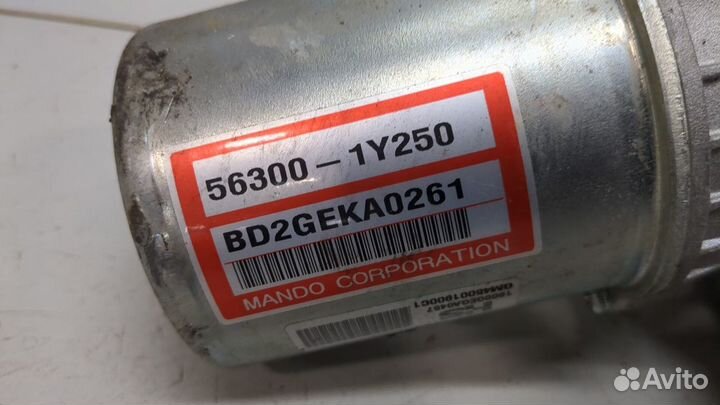 56300-1Y250
BD2GEKA0261
MANDO CORPORATION
Avito